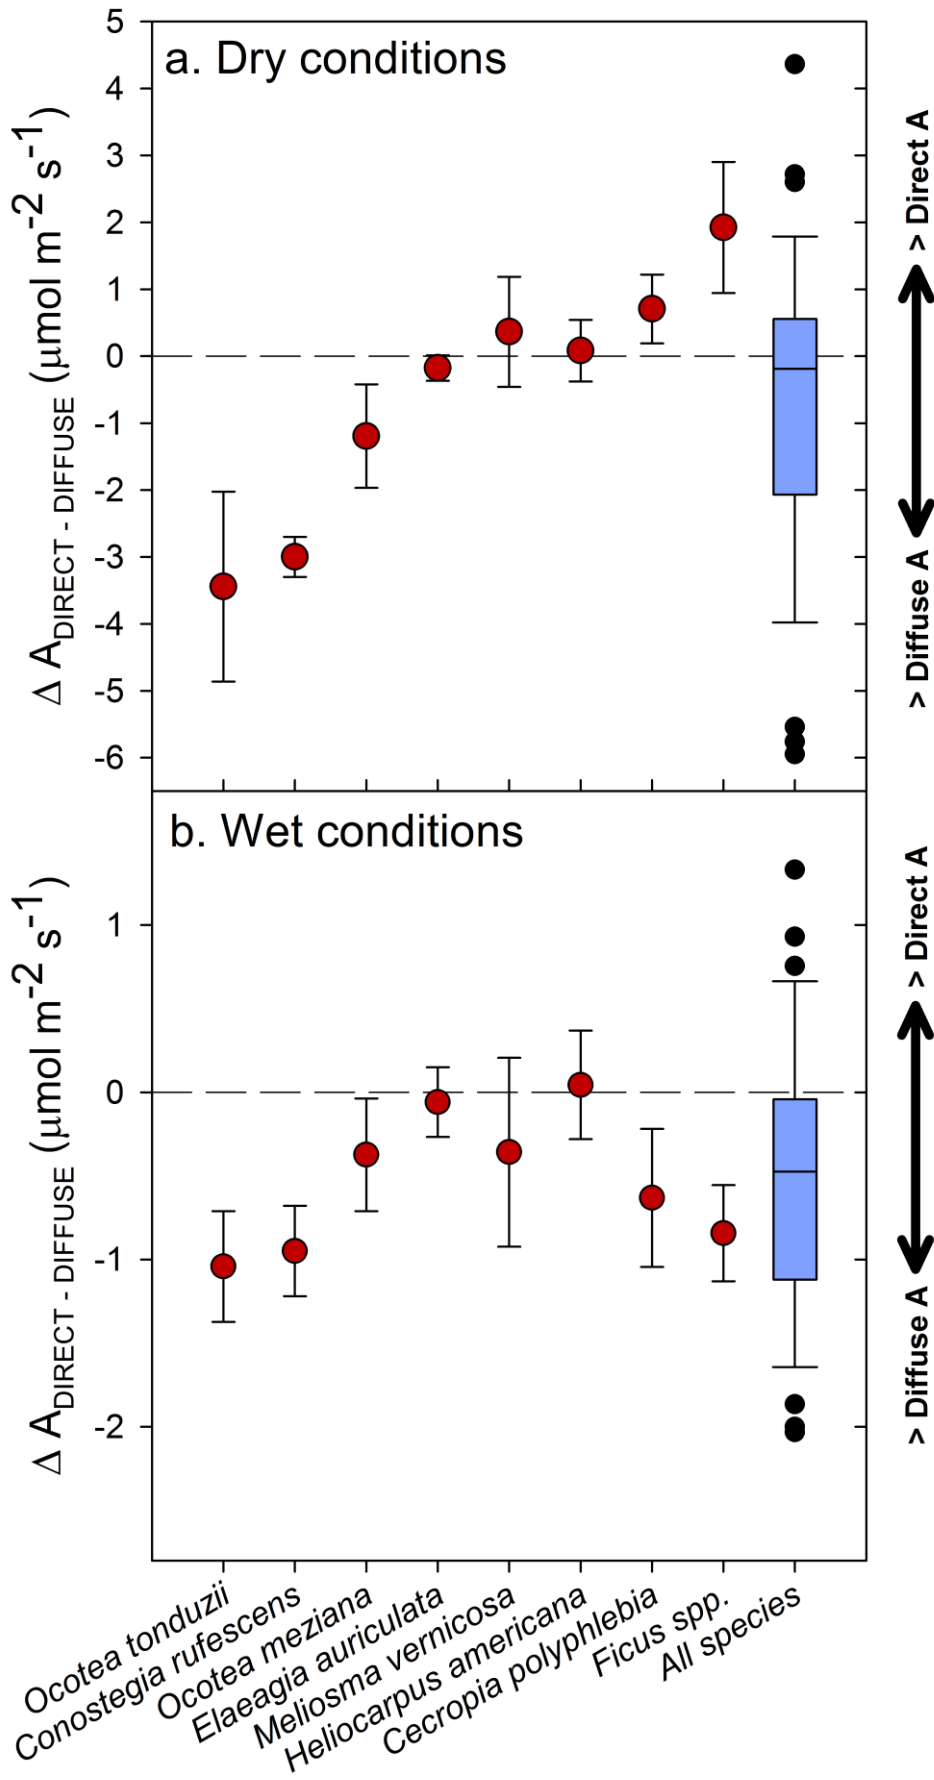 a. Dry conditions
5
4
3
2
1
0
-1
-2
-3
-4
-5
-6
Δ A_DIRECT - DIFFUSE (μmol m⁻² s⁻¹)
> Direct A
> Diffuse A
b. Wet conditions
1
0
-1
-2
Δ A_DIRECT - DIFFUSE (μmol m⁻² s⁻¹)
> Direct A
> Diffuse A
Ocotea tonduzii
Conostegia rufescens
Ocotea meziana
Elaeagia auriculata
Meliosma vernicosa
Heliocarpus americana
Cecropia polyphlebia
Ficus spp.
All species